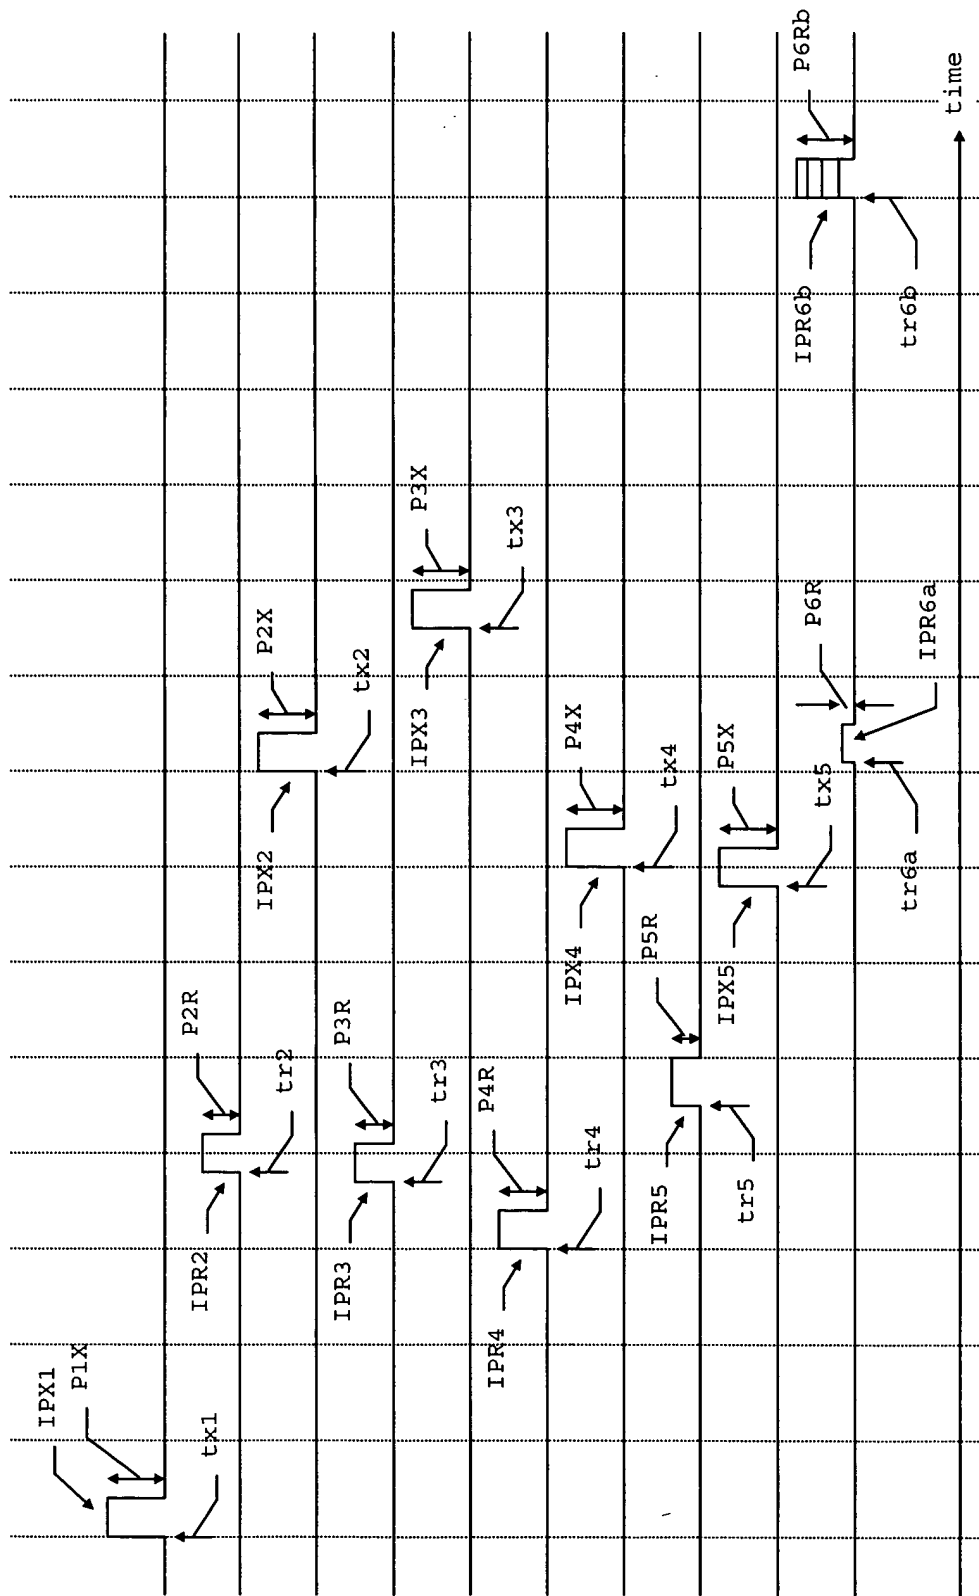 IPX1
P1X
tx1
IPR2
P2R
tr2
IPX2
P2X
tx2
IPR3
P3R
tr3
IPX3
P3X
tx3
IPR4
P4R
tr4
IPX4
P4X
tx4
IPR5
P5R
tr5
IPX5
P5X
tx5
tr6a
P6R
IPR6a
IPR6b
P6Rb
tr6b
time